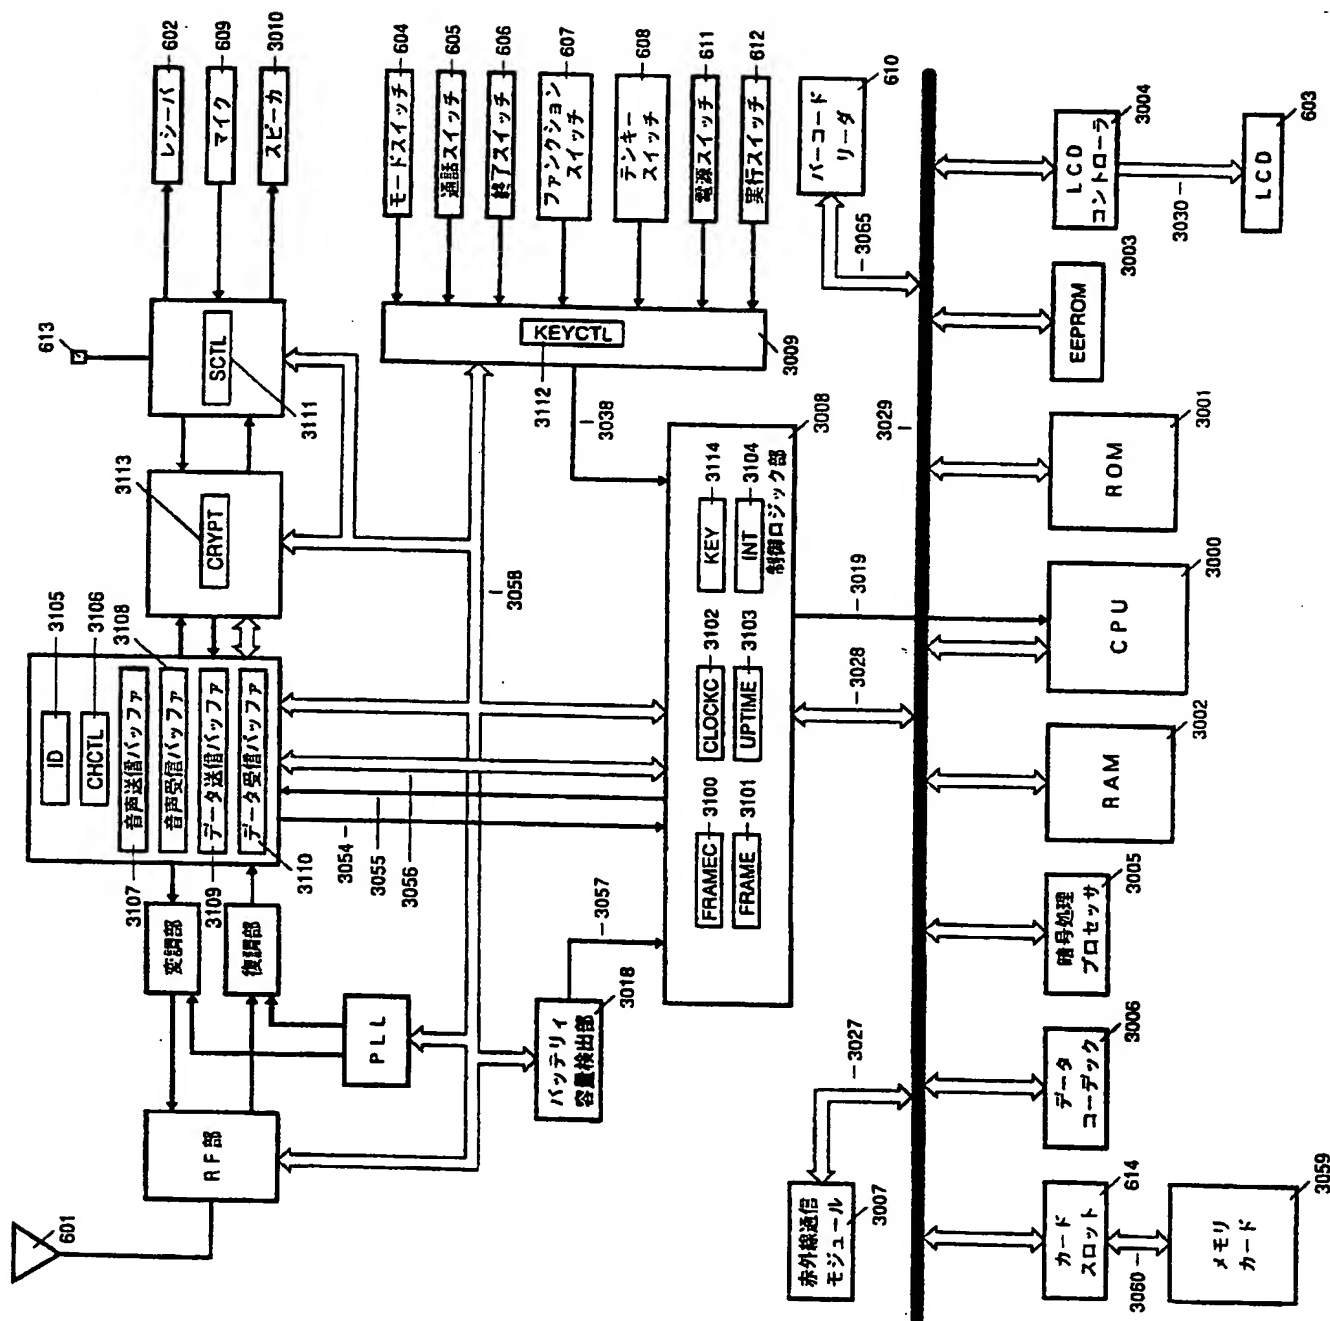 601
RF部
変調部
復調部
PLL
バッテリィ
容量検出部
3018
3057
ID
3105
CHCTL
3106
3108
音声送信バッファ
3107
音声受信バッファ
データ送信バッファ
3109
データ受信バッファ
3110
3054
3055
3056
3058
CRYPT
3113
SCTL
3111
613
レシーバ
602
マイク
609
スピーカ
3010
モードスイッチ
604
通話スイッチ
605
終了スイッチ
606
ファンクション
スイッチ
607
テンキー
スイッチ
608
電源スイッチ
611
実行スイッチ
612
KEYCTL
3112
3009
3038
FRAMEC
3100
FRAME
3101
CLOCKC
3102
UPTIME
3103
KEY
3114
INT
3104
制御ロジック部
3008
バーコード
リーダ
610
3065
3029
3028
3019
3027
赤外線通信
モジュール
3007
カード
スロット
614
3060
メモリ
カード
3059
データ
コーデック
3006
暗号処理
プロセッサ
3005
RAM
3002
CPU
3000
ROM
3001
EEPROM
3003
LCD
コントローラ
3004
3030
LCD
603